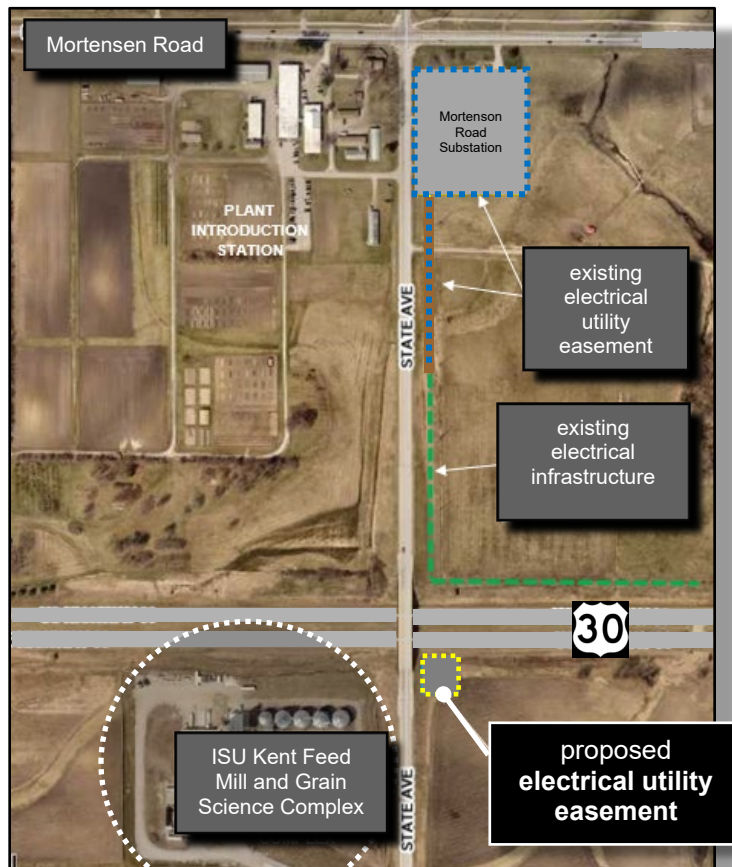 Mortensen Road
Mortenson
Road
Substation
PLANT
INTRODUCTION
STATION
existing
electrical
utility
easement
STATE AVE
existing
electrical
infrastructure
30
ISU Kent Feed
Mill and Grain
Science Complex
STATE AVE
proposed
electrical utility
easement